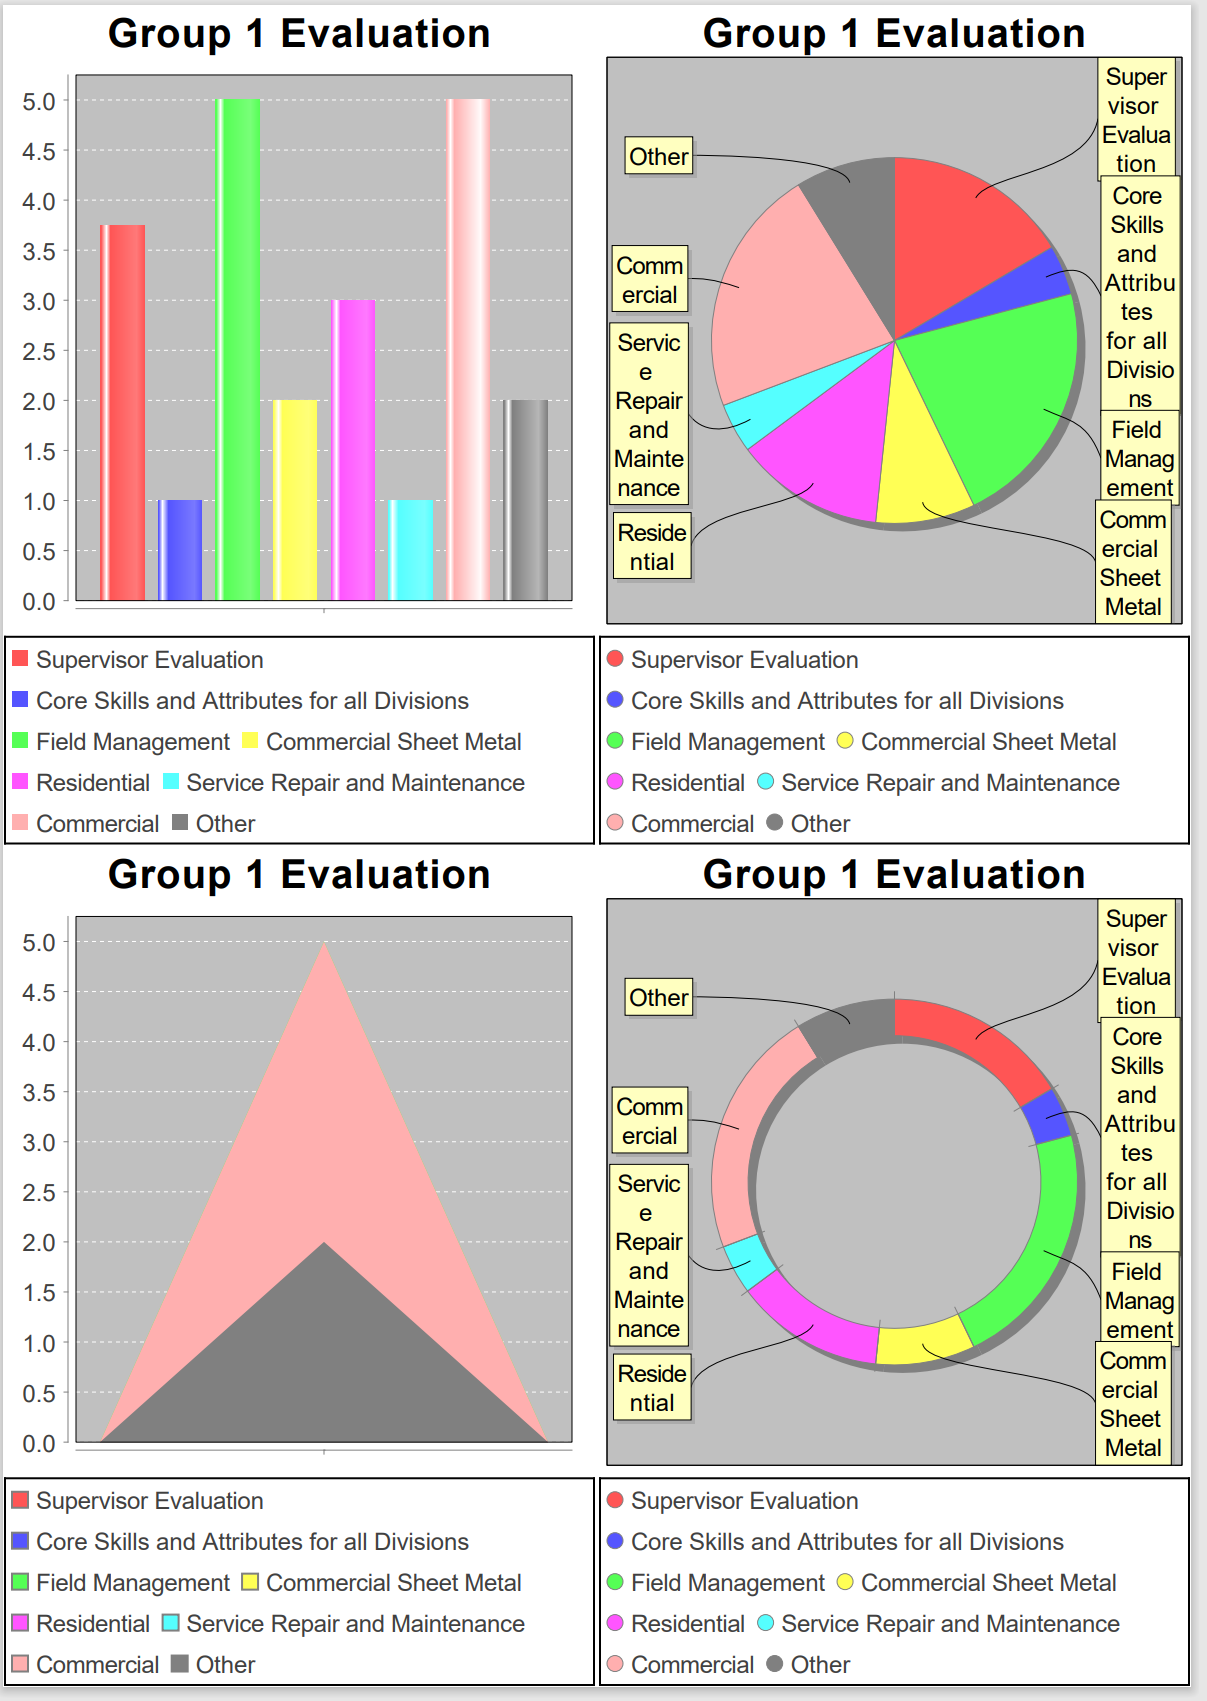 Group 1 Evaluation
5.0
4.5
4.0
3.5
3.0
2.5
2.0
1.5
1.0
0.5
0.0
Supervisor Evaluation
Core Skills and Attributes for all Divisions
Field Management Commercial Sheet Metal
Residential Service Repair and Maintenance
Commercial Other
Group 1 Evaluation
Super
visor
Evalua
tion
Core
Skills
and
Attribu
tes
for all
Divisio
ns
Field
Manag
ement
Comm
ercial
Sheet
Metal
Other
Comm
ercial
Servic
e
Repair
and
Mainte
nance
Reside
ntial
Supervisor Evaluation
Core Skills and Attributes for all Divisions
Field Management Commercial Sheet Metal
Residential Service Repair and Maintenance
Commercial Other
Group 1 Evaluation
5.0
4.5
4.0
3.5
3.0
2.5
2.0
1.5
1.0
0.5
0.0
Supervisor Evaluation
Core Skills and Attributes for all Divisions
Field Management Commercial Sheet Metal
Residential Service Repair and Maintenance
Commercial Other
Group 1 Evaluation
Super
visor
Evalua
tion
Core
Skills
and
Attribu
tes
for all
Divisio
ns
Field
Manag
ement
Comm
ercial
Sheet
Metal
Other
Comm
ercial
Servic
e
Repair
and
Mainte
nance
Reside
ntial
Supervisor Evaluation
Core Skills and Attributes for all Divisions
Field Management Commercial Sheet Metal
Residential Service Repair and Maintenance
Commercial Other